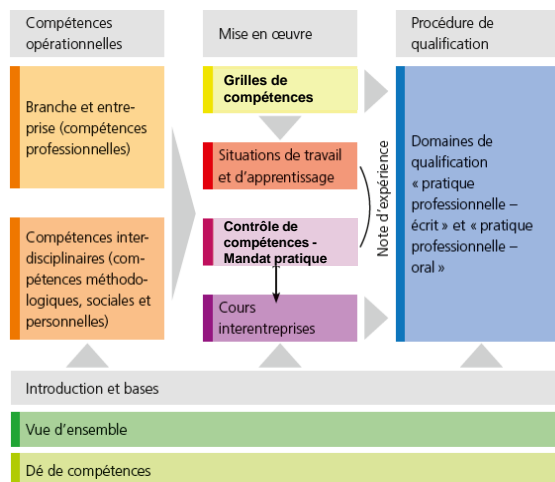 Compétences
opérationnelles
Mise en œuvre
Procédure de
qualification
Branche et entre-
prise (compétences
professionnelles)
Compétences inter-
disciplinaires (com-
pétences méthodo-
logiques, sociales et
personnelles)
Grilles de
compétences
Situations de travail
et d'apprentissage
Contrôle de
compétences -
Mandat pratique
Cours
interentreprises
Note d'expérience
Domaines de
qualification
« pratique
professionnelle –
écrit » et « pratique
professionnelle –
oral »
Introduction et bases
Vue d'ensemble
Dé de compétences